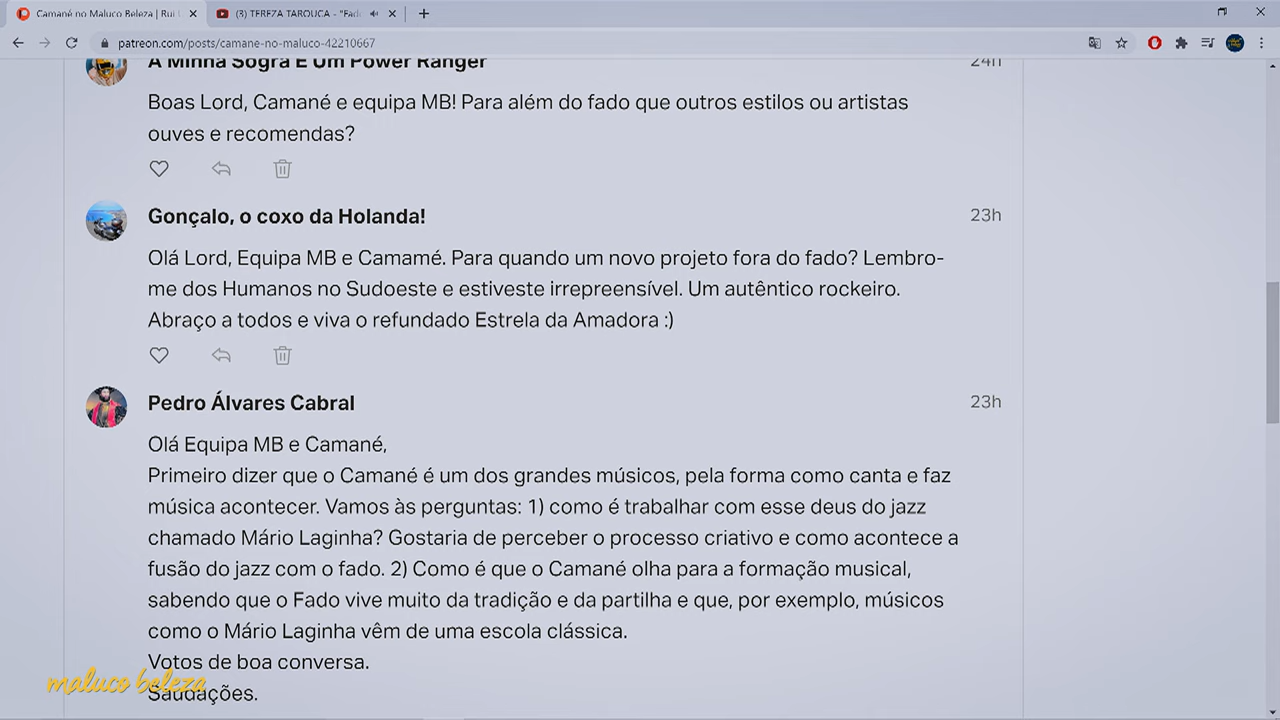 Camané no Maluco Beleza | Rui
(3) TEREZA TAROUCA - "Fad
patreon.com/posts/camane-no-maluco-42210667
A Minha Sogra É Um Power Ranger
24h
Boas Lord, Camané e equipa MB! Para além do fado que outros estilos ou artistas
ouves e recomendas?
Gonçalo, o coxo da Holanda!
23h
Olá Lord, Equipa MB e Camamé. Para quando um novo projeto fora do fado? Lembro-
me dos Humanos no Sudoeste e estiveste irrepreensível. Um autêntico rockeiro.
Abraço a todos e viva o refundado Estrela da Amadora :)
Pedro Álvares Cabral
23h
Olá Equipa MB e Camané,
Primeiro dizer que o Camané é um dos grandes músicos, pela forma como canta e faz
música acontecer. Vamos às perguntas: 1) como é trabalhar com esse deus do jazz
chamado Mário Laginha? Gostaria de perceber o processo criativo e como acontece a
fusão do jazz com o fado. 2) Como é que o Camané olha para a formação musical,
sabendo que o Fado vive muito da tradição e da partilha e que, por exemplo, músicos
como o Mário Laginha vêm de uma escola clássica.
Votos de boa conversa.
Saudações.
maluco beleza